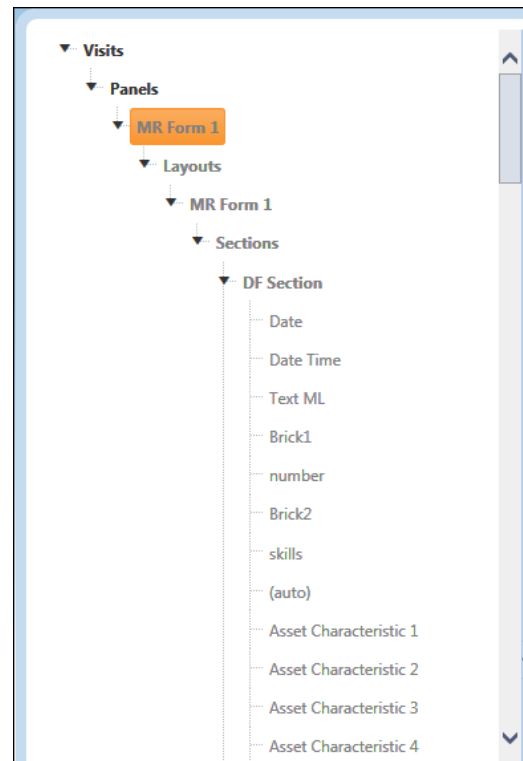 Visits
Panels
MR Form 1
Layouts
MR Form 1
Sections
DF Section
Date
Date Time
Text ML
Brick1
number
Brick2
skills
(auto)
Asset Characteristic 1
Asset Characteristic 2
Asset Characteristic 3
Asset Characteristic 4